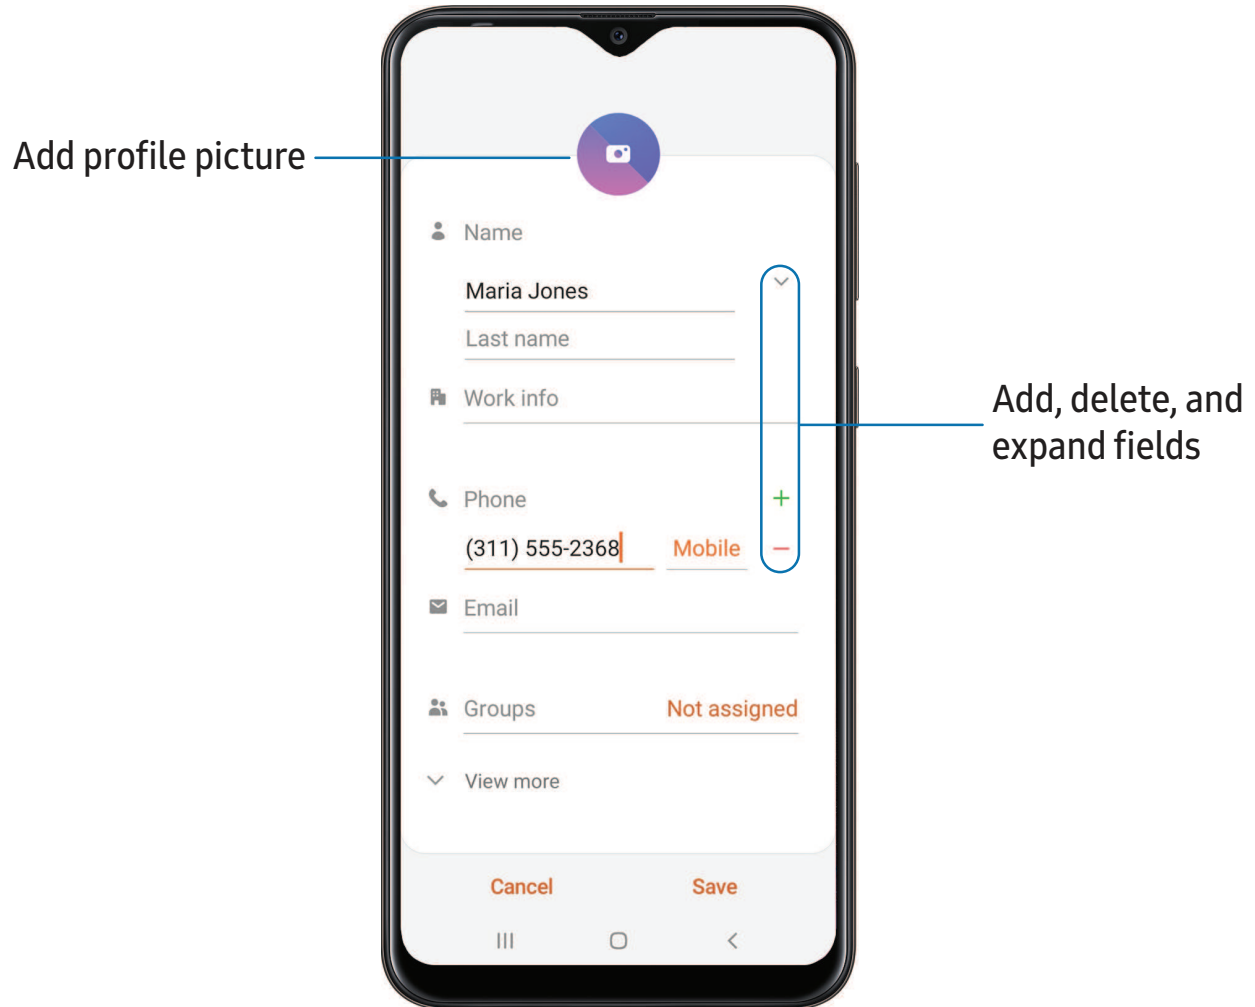 Add profile picture
Name
Maria Jones
Last name
Work info
Add, delete, and
expand fields
Phone
(311) 555-2368 Mobile
Email
Groups Not assigned
View more
Cancel Save